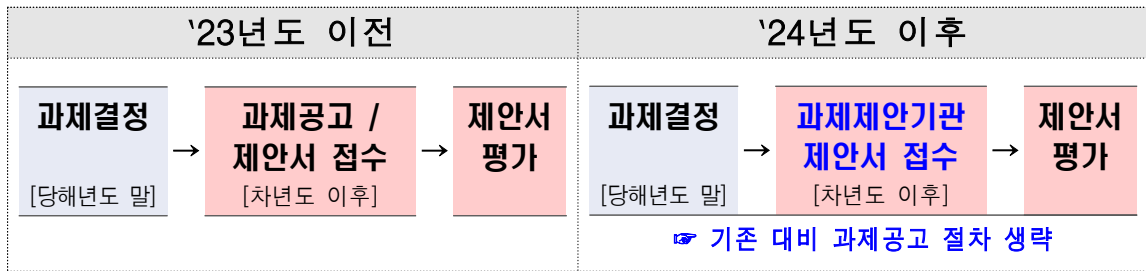 ‘23년도 이전
과제결정
[당해년도 말]
→
과제공고 /
제안서 접수
[차년도 이후]
→
제안서
평가
‘24년도 이후
과제결정
[당해년도 말]
→
과제제안기관
제안서 접수
[차년도 이후]
→
제안서
평가
☞ 기존 대비 과제공고 절차 생략